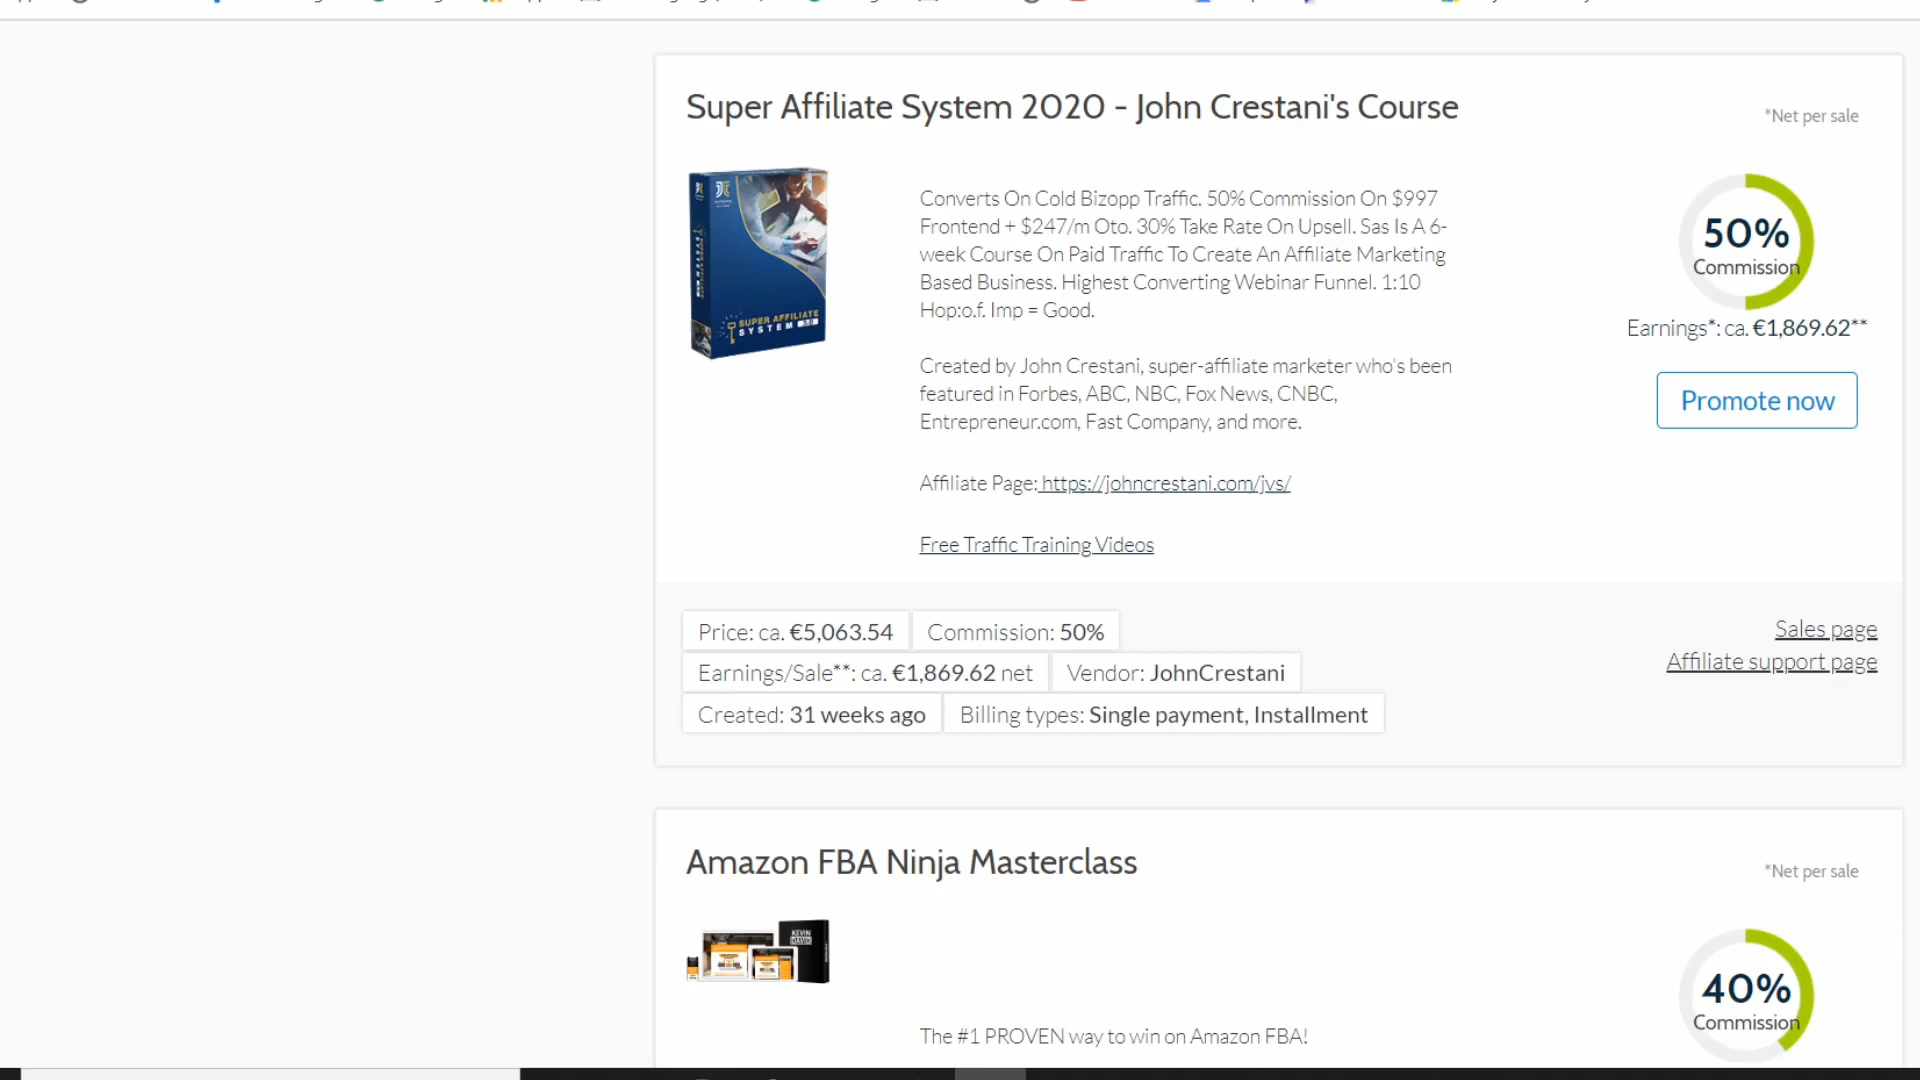 Super Affiliate System 2020 - John Crestani's Course
*Net per sale
SUPER AFFILIATE
SYSTEM
Converts On Cold Bizopp Traffic. 50% Commission On $997
Frontend + $247/m Oto. 30% Take Rate On Upsell. Sas Is A 6-
week Course On Paid Traffic To Create An Affiliate Marketing
Based Business. Highest Converting Webinar Funnel. 1:10
Hop:o.f. Imp = Good.
50%
Commission
Earnings*: ca. €1,869.62**
Promote now
Created by John Crestani, super-affiliate marketer who's been
featured in Forbes, ABC, NBC, Fox News, CNBC,
Entrepreneur.com, Fast Company, and more.
Affiliate Page: https://johncrestani.com/jvs/
Free Traffic Training Videos
Price: ca. €5,063.54
Commission: 50%
Earnings/Sale**: ca. €1,869.62 net
Vendor: JohnCrestani
Created: 31 weeks ago
Billing types: Single payment, Installment
Sales page
Affiliate support page
Amazon FBA Ninja Masterclass
*Net per sale
KEVIN
DAVID
40%
Commission
The #1 PROVEN way to win on Amazon FBA!